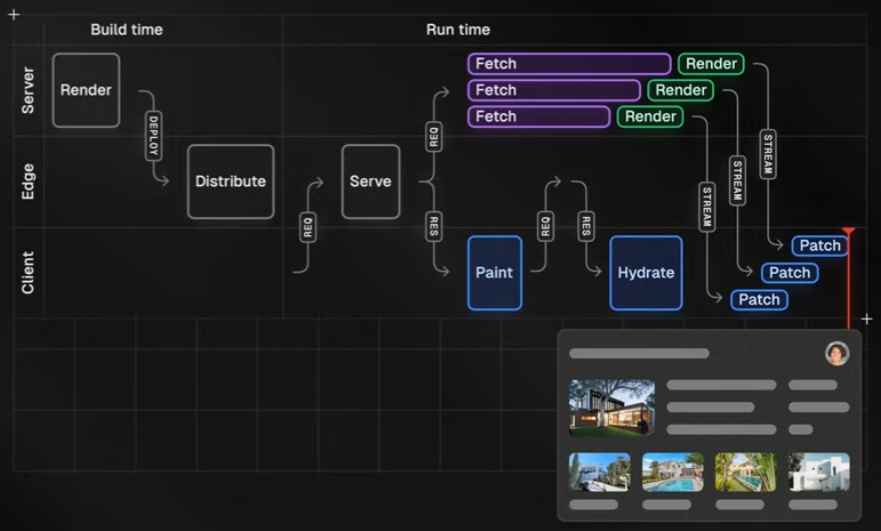 Build time
Run time
Server
Render
DEPLOY
Fetch
Render
Fetch
Render
Fetch
Render
REQ
STREAM
STREAM
STREAM
Edge
Distribute
REQ
Serve
RES
REQ
RES
Client
Paint
Hydrate
Patch
Patch
Patch